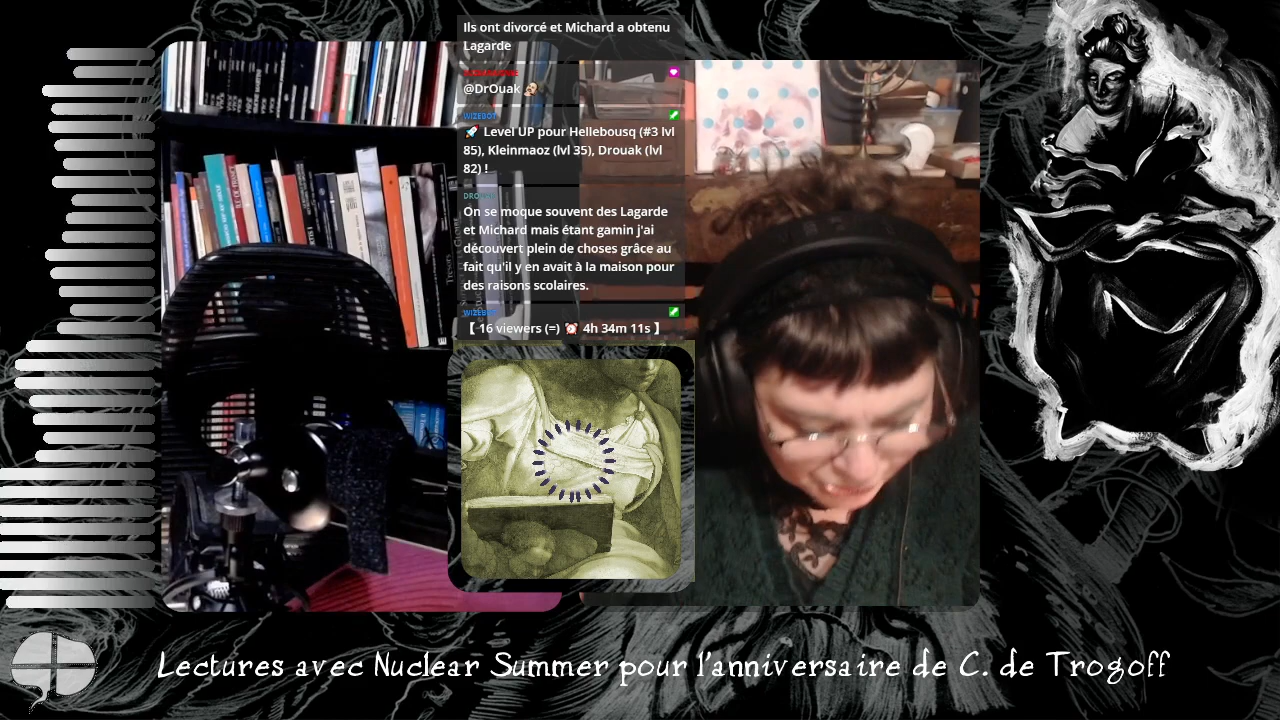 Ils ont divorcé et Michard a obtenu
Lagarde
@DrOuak
WIZEBOT
🚀 Level UP pour Hellebousq (#3 lvl
85), Kleinmaoz (lvl 35), Drouak (lvl
82) !
On se moque souvent des Lagarde
et Michard mais étant gamin j'ai
découvert plein de choses grâce au
fait qu'il y en avait à la maison pour
des raisons scolaires.
WIZEBOT
【 16 viewers (=) ⏰ 4h 34m 11s 】
Lectures avec Nuclear Summer pour l'anniversaire de C. de Trogoff